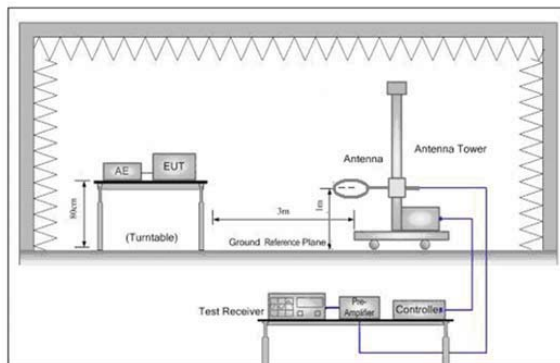 Antenna
Antenna Tower
AE
EUT
80cm
(Turntable)
3m
1m
Ground Reference Plane
Test Receiver
Pre-
Amplifier
Controller